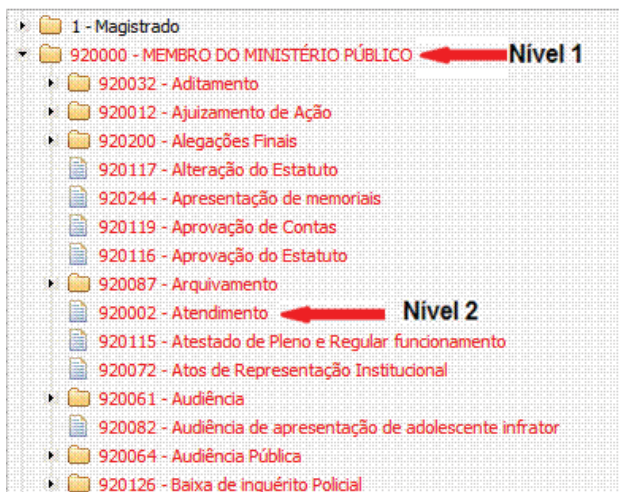 1 - Magistrado
920000 - MEMBRO DO MINISTÉRIO PÚBLICO Nível 1
920032 - Aditamento
920012 - Ajuizamento de Ação
920200 - Alegações Finais
920117 - Alteração do Estatuto
920244 - Apresentação de memoriais
920119 - Aprovação de Contas
920116 - Aprovação do Estatuto
920087 - Arquivamento
920002 - Atendimento Nível 2
920115 - Atestado de Pleno e Regular funcionamento
920072 - Atos de Representação Institucional
920061 - Audiência
920082 - Audiência de apresentação de adolescente infrator
920064 - Audiência Pública
920126 - Baixa de inquérito Policial